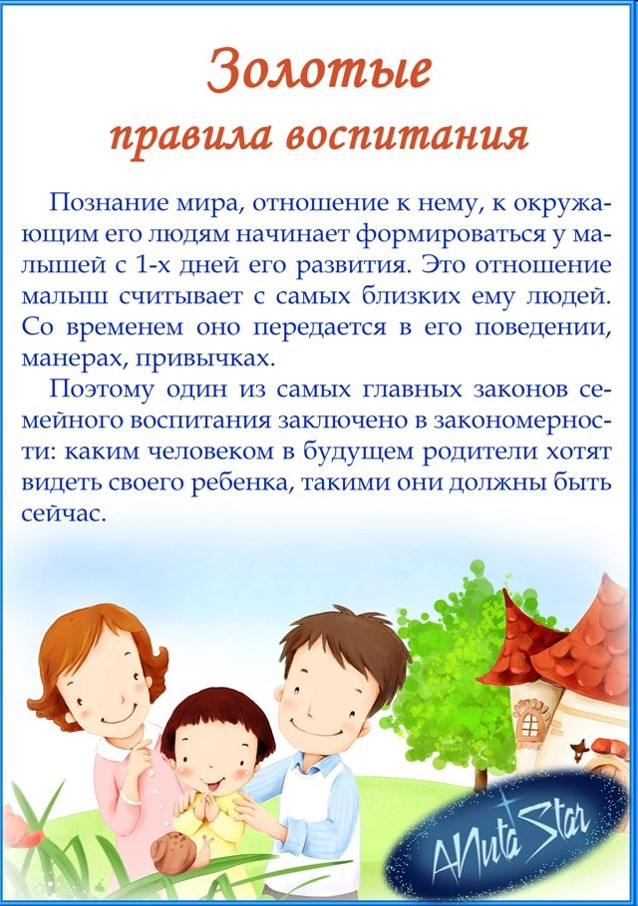 Золотые
правила воспитания
Познание мира, отношение к нему, к окружа-
ющим его людям начинает формироваться у ма-
лышей с 1-х дней его развития. Это отношение
малыш считывает с самых близких ему людей.
Со временем оно передается в его поведении,
манерах, привычках.
Поэтому один из самых главных законов се-
мейного воспитания заключено в закономернос-
ти: каким человеком в будущем родители хотят
видеть своего ребенка, такими они должны быть
сейчас.
ANuta Star